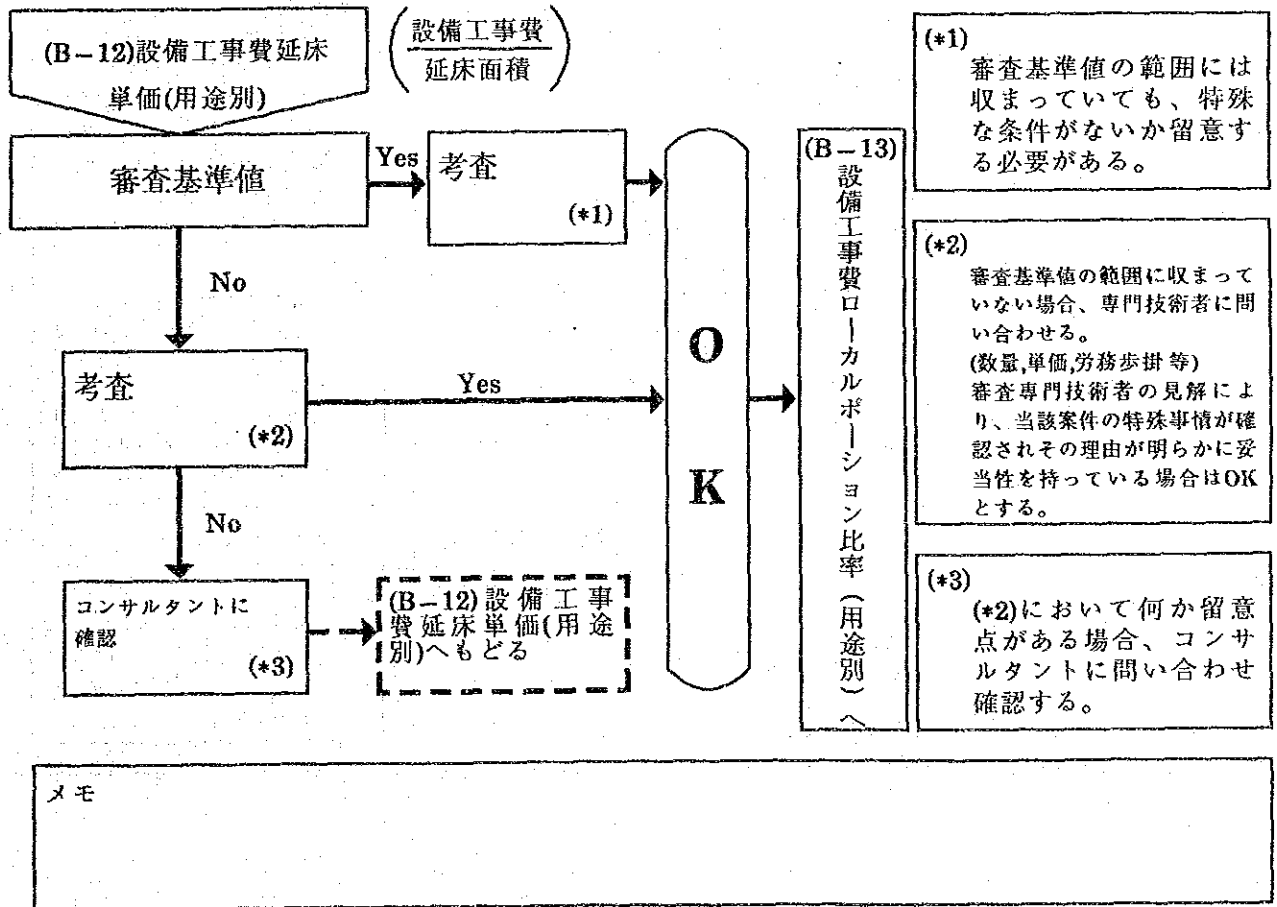 (B-12)設備工事費延床
単価(用途別)
(設備工事費
延床面積)
審査基準値
Yes
考査
(*1)
No
考査
(*2)
Yes
No
コンサルタントに
確認
(*3)
(B-12)設備工事
費延床単価(用途
別)へもどる
O
K
(B-13)
設備工事費ローカルポーション比率(用途別)へ
(*1)
審査基準値の範囲には
収まっていても、特殊
な条件がないか留意す
る必要がある。
(*2)
審査基準値の範囲に収まって
いない場合、専門技術者に問
い合わせる。
(数量,単価,労務歩掛等)
審査専門技術者の見解によ
り、当該案件の特殊事情が確
認されその理由が明らかに妥
当性を持っている場合はOK
とする。
(*3)
(*2)において何か留意
点がある場合、コンサ
ルタントに問い合わせ
確認する。
メモ